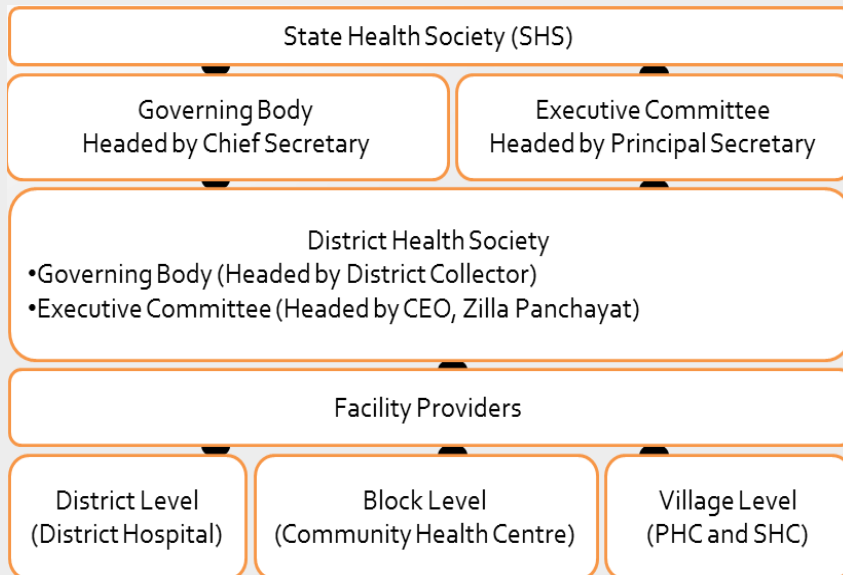 State Health Society (SHS)
Governing Body
Headed by Chief Secretary
Executive Committee
Headed by Principal Secretary
District Health Society
•Governing Body (Headed by District Collector)
•Executive Committee (Headed by CEO, Zilla Panchayat)
Facility Providers
District Level
(District Hospital)
Block Level
(Community Health Centre)
Village Level
(PHC and SHC)